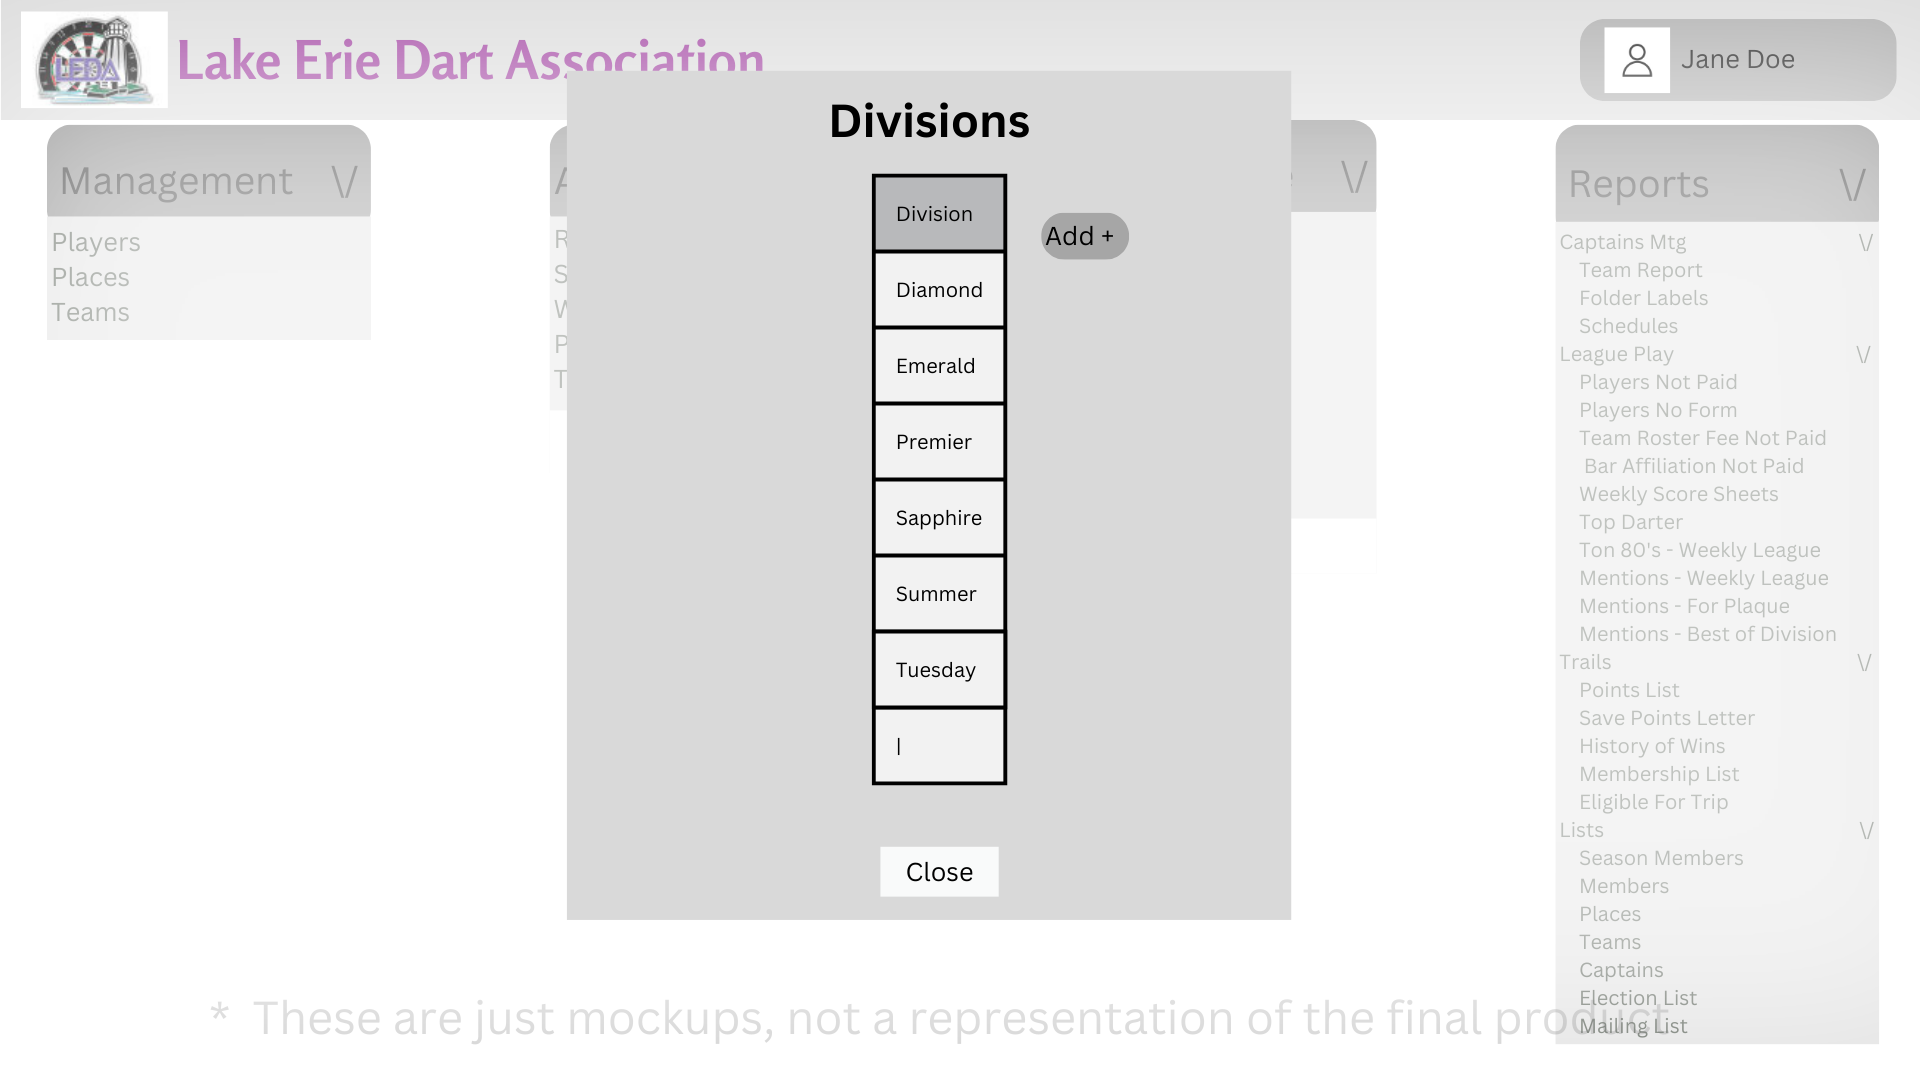 LEDA
Lake Erie Dart Association
Jane Doe
Management \/
Players
Places
Teams
Divisions
Division
Diamond
Emerald
Premier
Sapphire
Summer
Tuesday
|
Add +
Close
\/
Reports \/
Captains Mtg \/
Team Report
Folder Labels
Schedules
League Play \/
Players Not Paid
Players No Form
Team Roster Fee Not Paid
Bar Affiliation Not Paid
Weekly Score Sheets
Top Darter
Ton 80's - Weekly League
Mentions - Weekly League
Mentions - For Plaque
Mentions - Best of Division
Trails \/
Points List
Save Points Letter
History of Wins
Membership List
Eligible For Trip
Lists \/
Season Members
Members
Places
Teams
Captains
Election List
Mailing List
* These are just mockups, not a representation of the final product